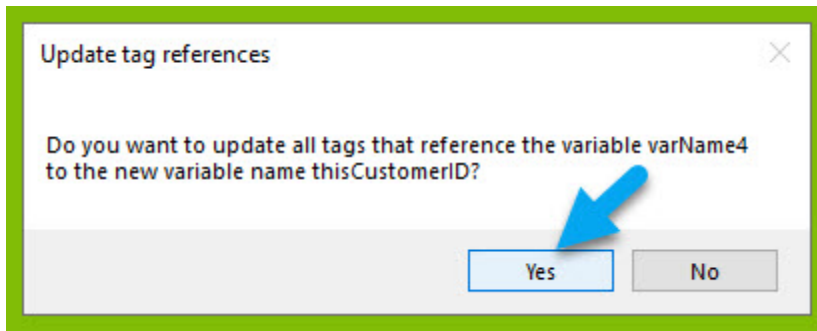 Update tag references
Do you want to update all tags that reference the variable varName4
to the new variable name thisCustomerID?
Yes
No